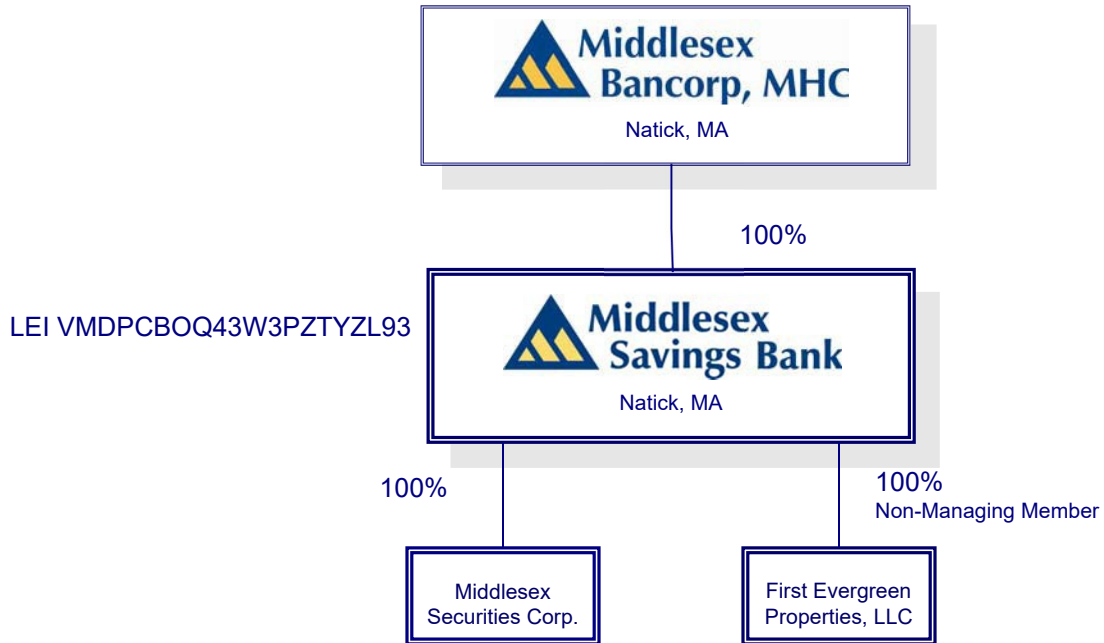 Middlesex
Bancorp, MHC
Natick, MA
100%
LEI VMDPCBOQ43W3PZTYZL93
Middlesex
Savings Bank
Natick, MA
100%
100%
Non-Managing Member
Middlesex
Securities Corp.
First Evergreen
Properties, LLC